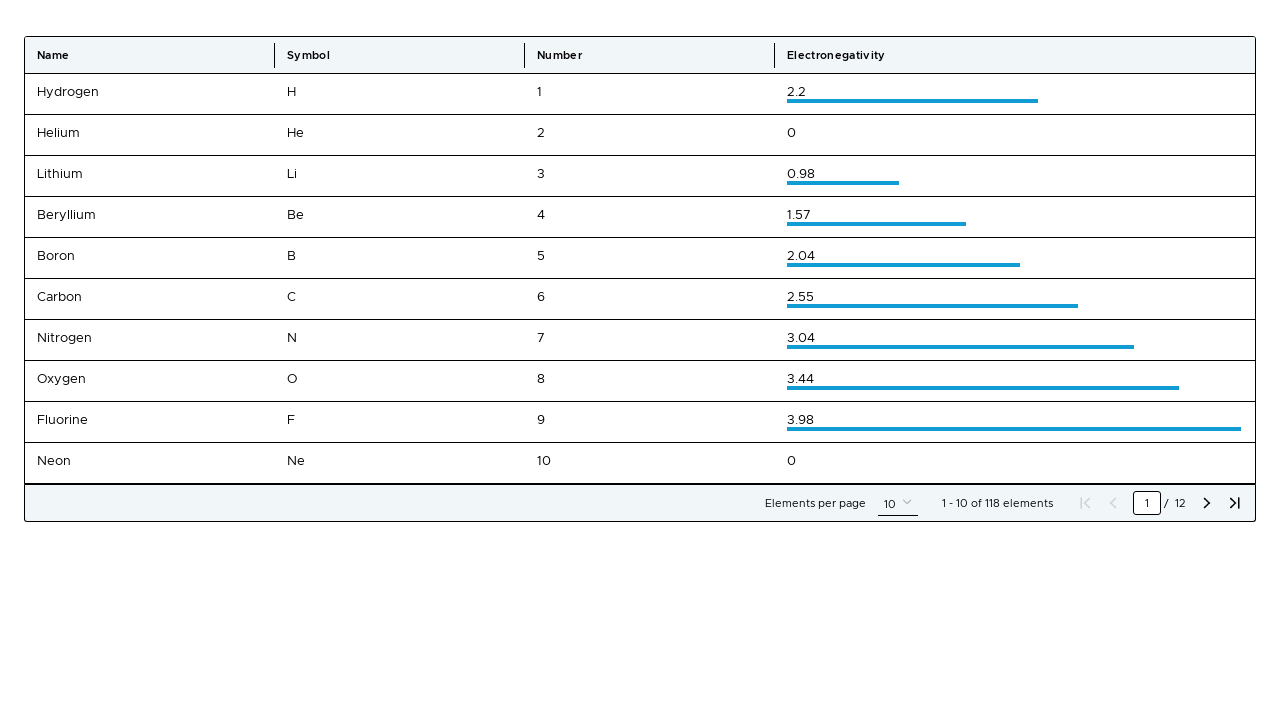 Name Symbol Number Electronegativity
Hydrogen H 1 2.2
Helium He 2 0
Lithium Li 3 0.98
Beryllium Be 4 1.57
Boron B 5 2.04
Carbon C 6 2.55
Nitrogen N 7 3.04
Oxygen O 8 3.44
Fluorine F 9 3.98
Neon Ne 10 0
Elements per page 10 1 - 10 of 118 elements 1 / 12